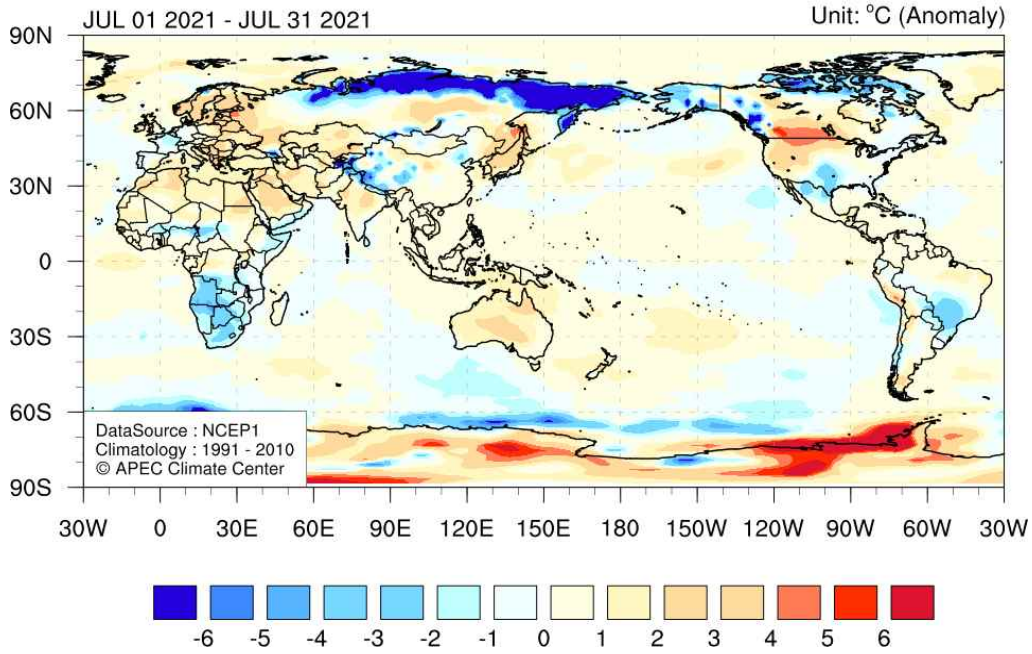 JUL 01 2021 - JUL 31 2021
Unit: °C (Anomaly)
90N
60N
30N
0
30S
60S
90S
DataSource : NCEP1
Climatology : 1991 - 2010
© APEC Climate Center
30W 0 30E 60E 90E 120E 150E 180 150W 120W 90W 60W 30W
-6 -5 -4 -3 -2 -1 0 1 2 3 4 5 6